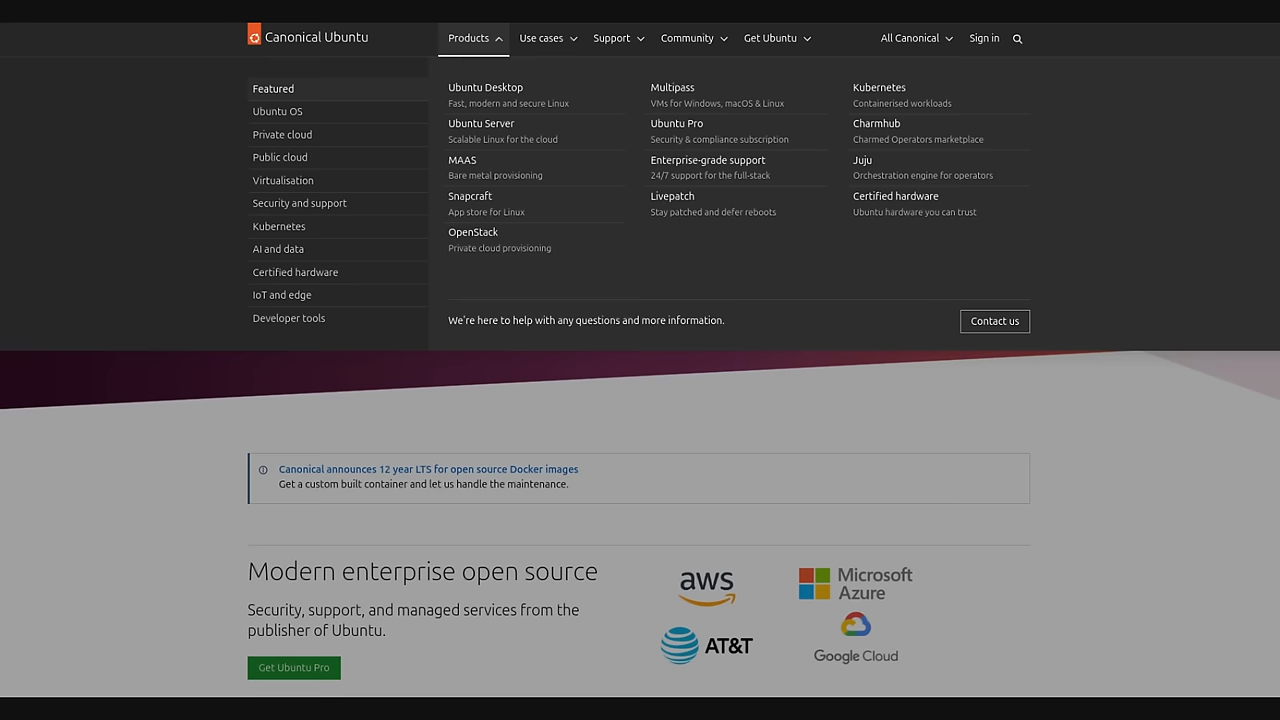 Canonical Ubuntu
Products
Use cases
Support
Community
Get Ubuntu
All Canonical
Sign in
Featured
Ubuntu OS
Private cloud
Public cloud
Virtualisation
Security and support
Kubernetes
AI and data
Certified hardware
IoT and edge
Developer tools
Ubuntu Desktop
Fast, modern and secure Linux
Ubuntu Server
Scalable Linux for the cloud
MAAS
Bare metal provisioning
Snapcraft
App store for Linux
OpenStack
Private cloud provisioning
Multipass
VMs for Windows, macOS & Linux
Ubuntu Pro
Security & compliance subscription
Enterprise-grade support
24/7 support for the full-stack
Livepatch
Stay patched and defer reboots
Kubernetes
Containerised workloads
Charmhub
Charmed Operators marketplace
Juju
Orchestration engine for operators
Certified hardware
Ubuntu hardware you can trust
We're here to help with any questions and more information.
Contact us
Canonical announces 12 year LTS for open source Docker images
Get a custom built container and let us handle the maintenance.
Modern enterprise open source
Security, support, and managed services from the
publisher of Ubuntu.
Get Ubuntu Pro
aws
Microsoft
Azure
AT&T
Google Cloud